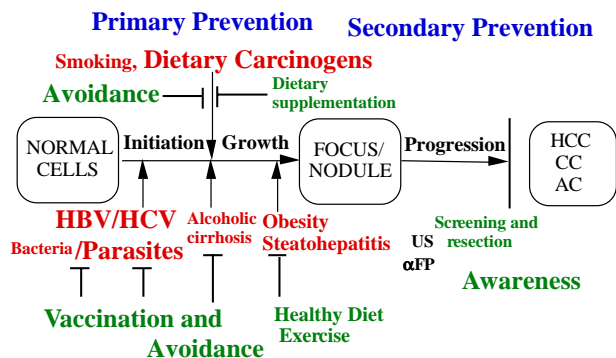 Primary Prevention
Secondary Prevention
Smoking, Dietary Carcinogens
Avoidance
Dietary
supplementation
NORMAL
CELLS
Initiation
Growth
FOCUS/
NODULE
Progression
HCC
CC
AC
HBV/HCV
Bacteria/Parasites
Alcoholic
cirrhosis
Obesity
Steatohepatitis
US
αFP
Screening and
resection
Awareness
Vaccination and
Avoidance
Healthy Diet
Exercise